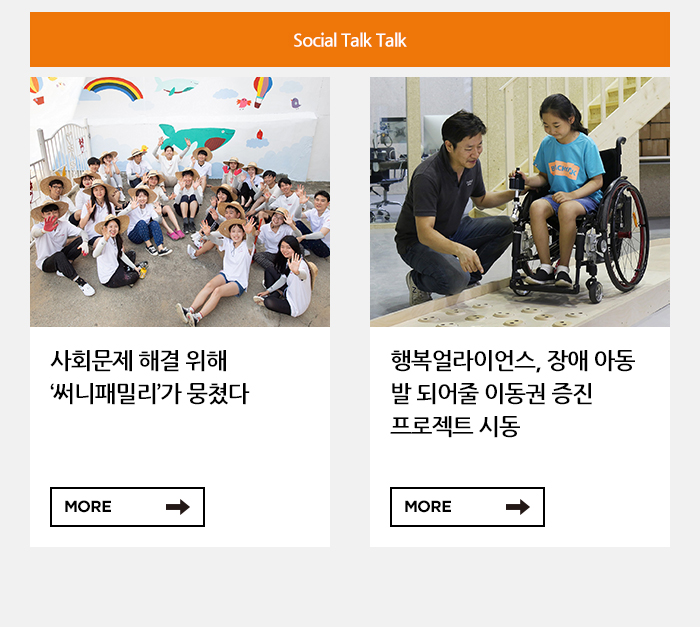 Social Talk Talk
사회문제 해결 위해
‘써니패밀리’가 뭉쳤다
MORE
행복얼라이언스, 장애 아동
발 되어줄 이동권 증진
프로젝트 시동
MORE